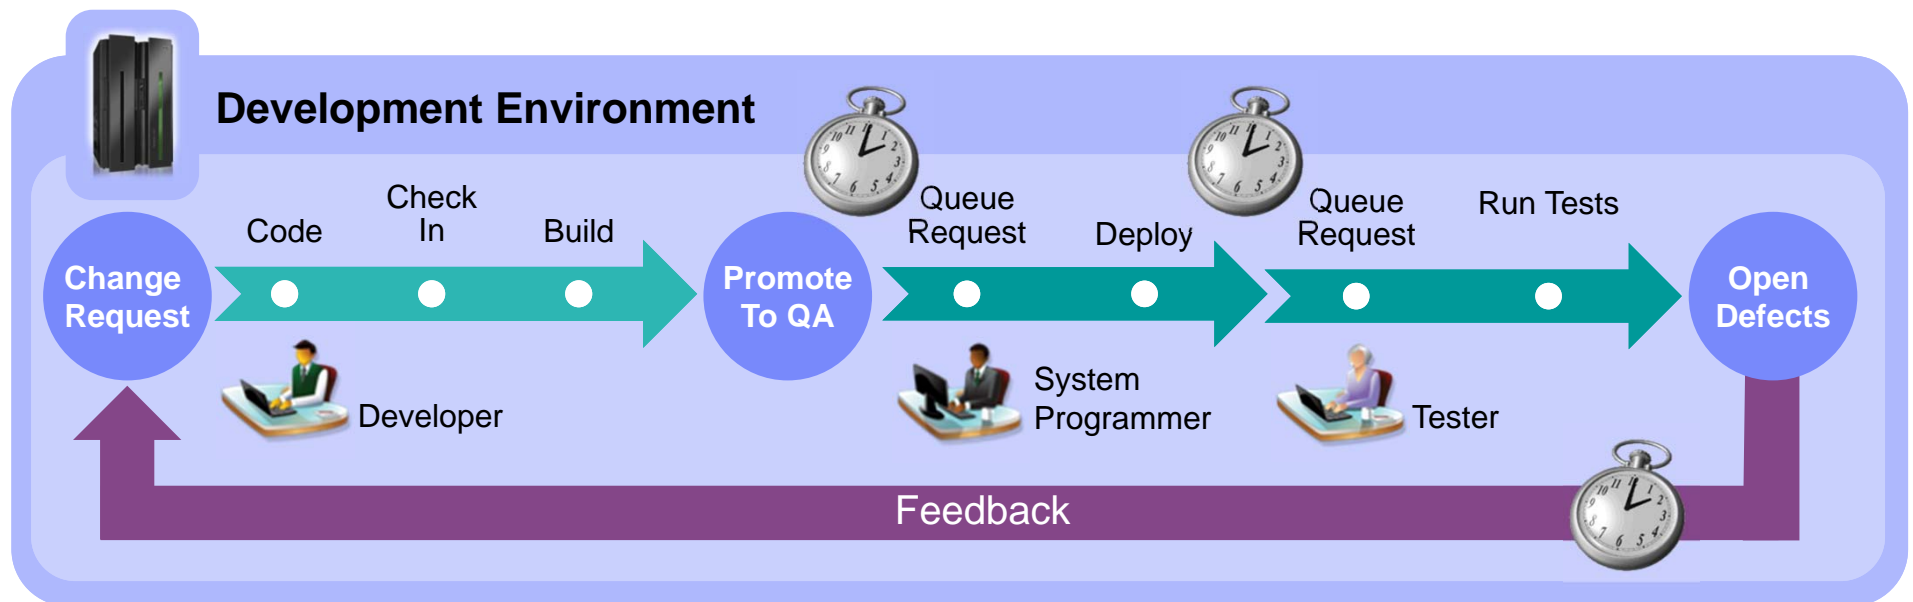 Development Environment
Code
Check
In
Build
Queue
Request
Deploy
Queue
Request
Run Tests
Change
Request
Promote
To QA
Open
Defects
Developer
System
Programmer
Tester
Feedback